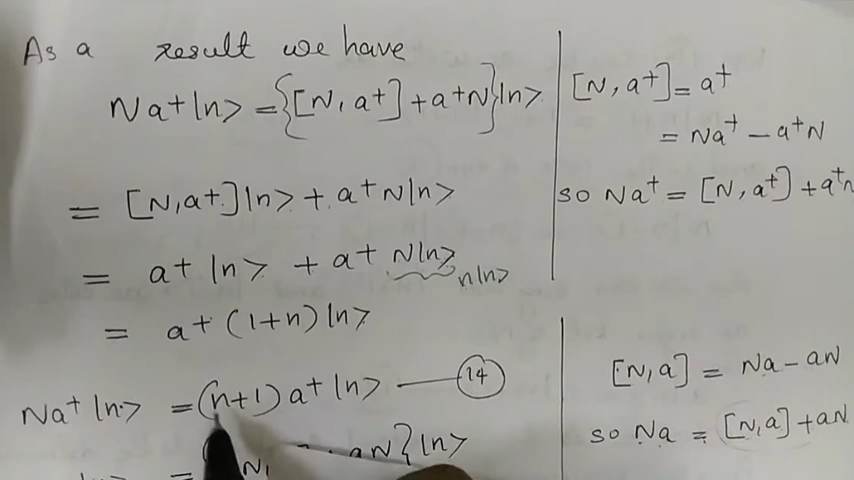 As a result we have
Na⁺|n> = {[N, a⁺] + a⁺N}|n>
= [N, a⁺]|n> + a⁺N|n>
= a⁺|n> + a⁺ N|n>
n|n>
= a⁺(1+n)|n>
Na⁺|n> = (n+1) a⁺|n> — 14
aN}|n>
[N, a⁺] = a⁺
= Na⁺ − a⁺N
so Na⁺ = [N, a⁺] + a⁺n
[N, a] = Na − aN
so Na = [N, a] + aN